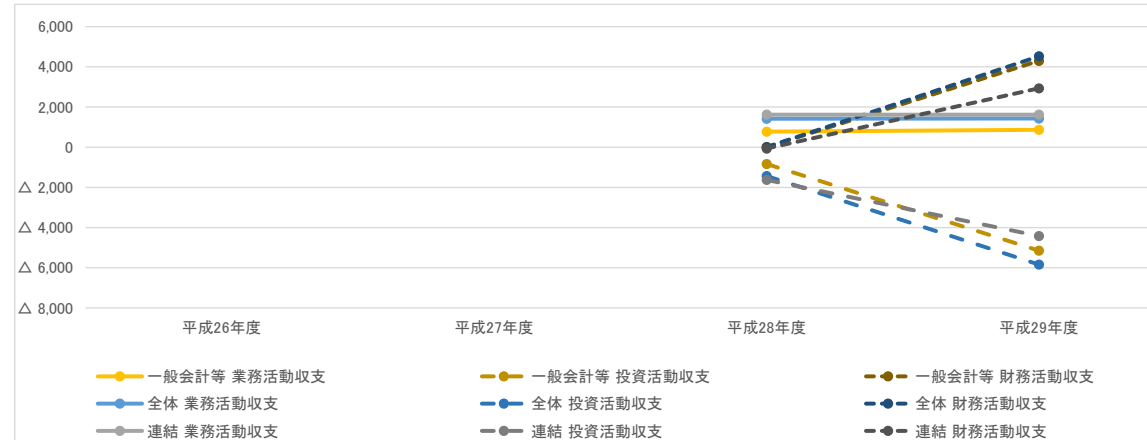 6,000
4,000
2,000
0
△ 2,000
△ 4,000
△ 6,000
△ 8,000
平成26年度 平成27年度 平成28年度 平成29年度
一般会計等 業務活動収支 一般会計等 投資活動収支 一般会計等 財務活動収支
全体 業務活動収支 全体 投資活動収支 全体 財務活動収支
連結 業務活動収支 連結 投資活動収支 連結 財務活動収支